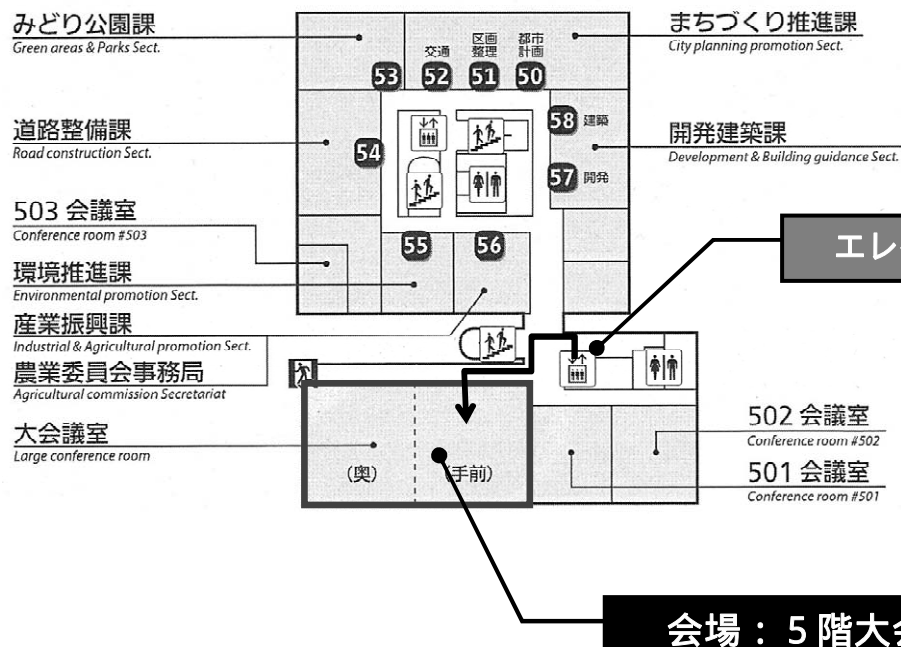 みどり公園課
Green areas & Parks Sect.
まちづくり推進課
City planning promotion Sect.
交通
区画
整理
都市
計画
53
52
51
50
道路整備課
Road construction Sect.
54
58 建築
57 開発
開発建築課
Development & Building guidance Sect.
503 会議室
Conference room #503
55
56
エレ
環境推進課
Environmental promotion Sect.
産業振興課
Industrial & Agricultural promotion Sect.
農業委員会事務局
Agricultural commission Secretariat
大会議室
Large conference room
(奥)
(手前)
502 会議室
Conference room #502
501 会議室
Conference room #501
会場：５階大会